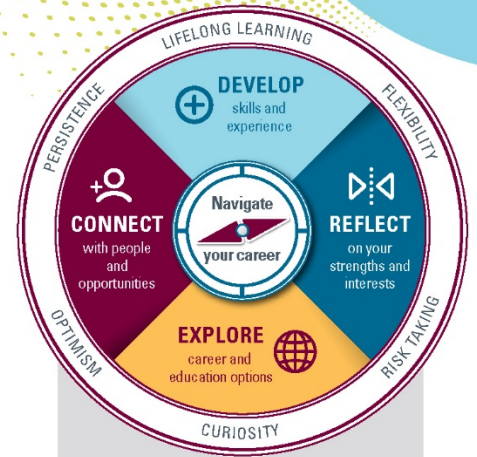 LIFELONG LEARNING
PERSISTENCE
FLEXIBILITY
DEVELOP
skills and
experience
CONNECT
with people
and
opportunities
Navigate
your career
REFLECT
on your
strengths and
interests
EXPLORE
career and
education options
OPTIMISM
RISK TAKING
CURIOSITY